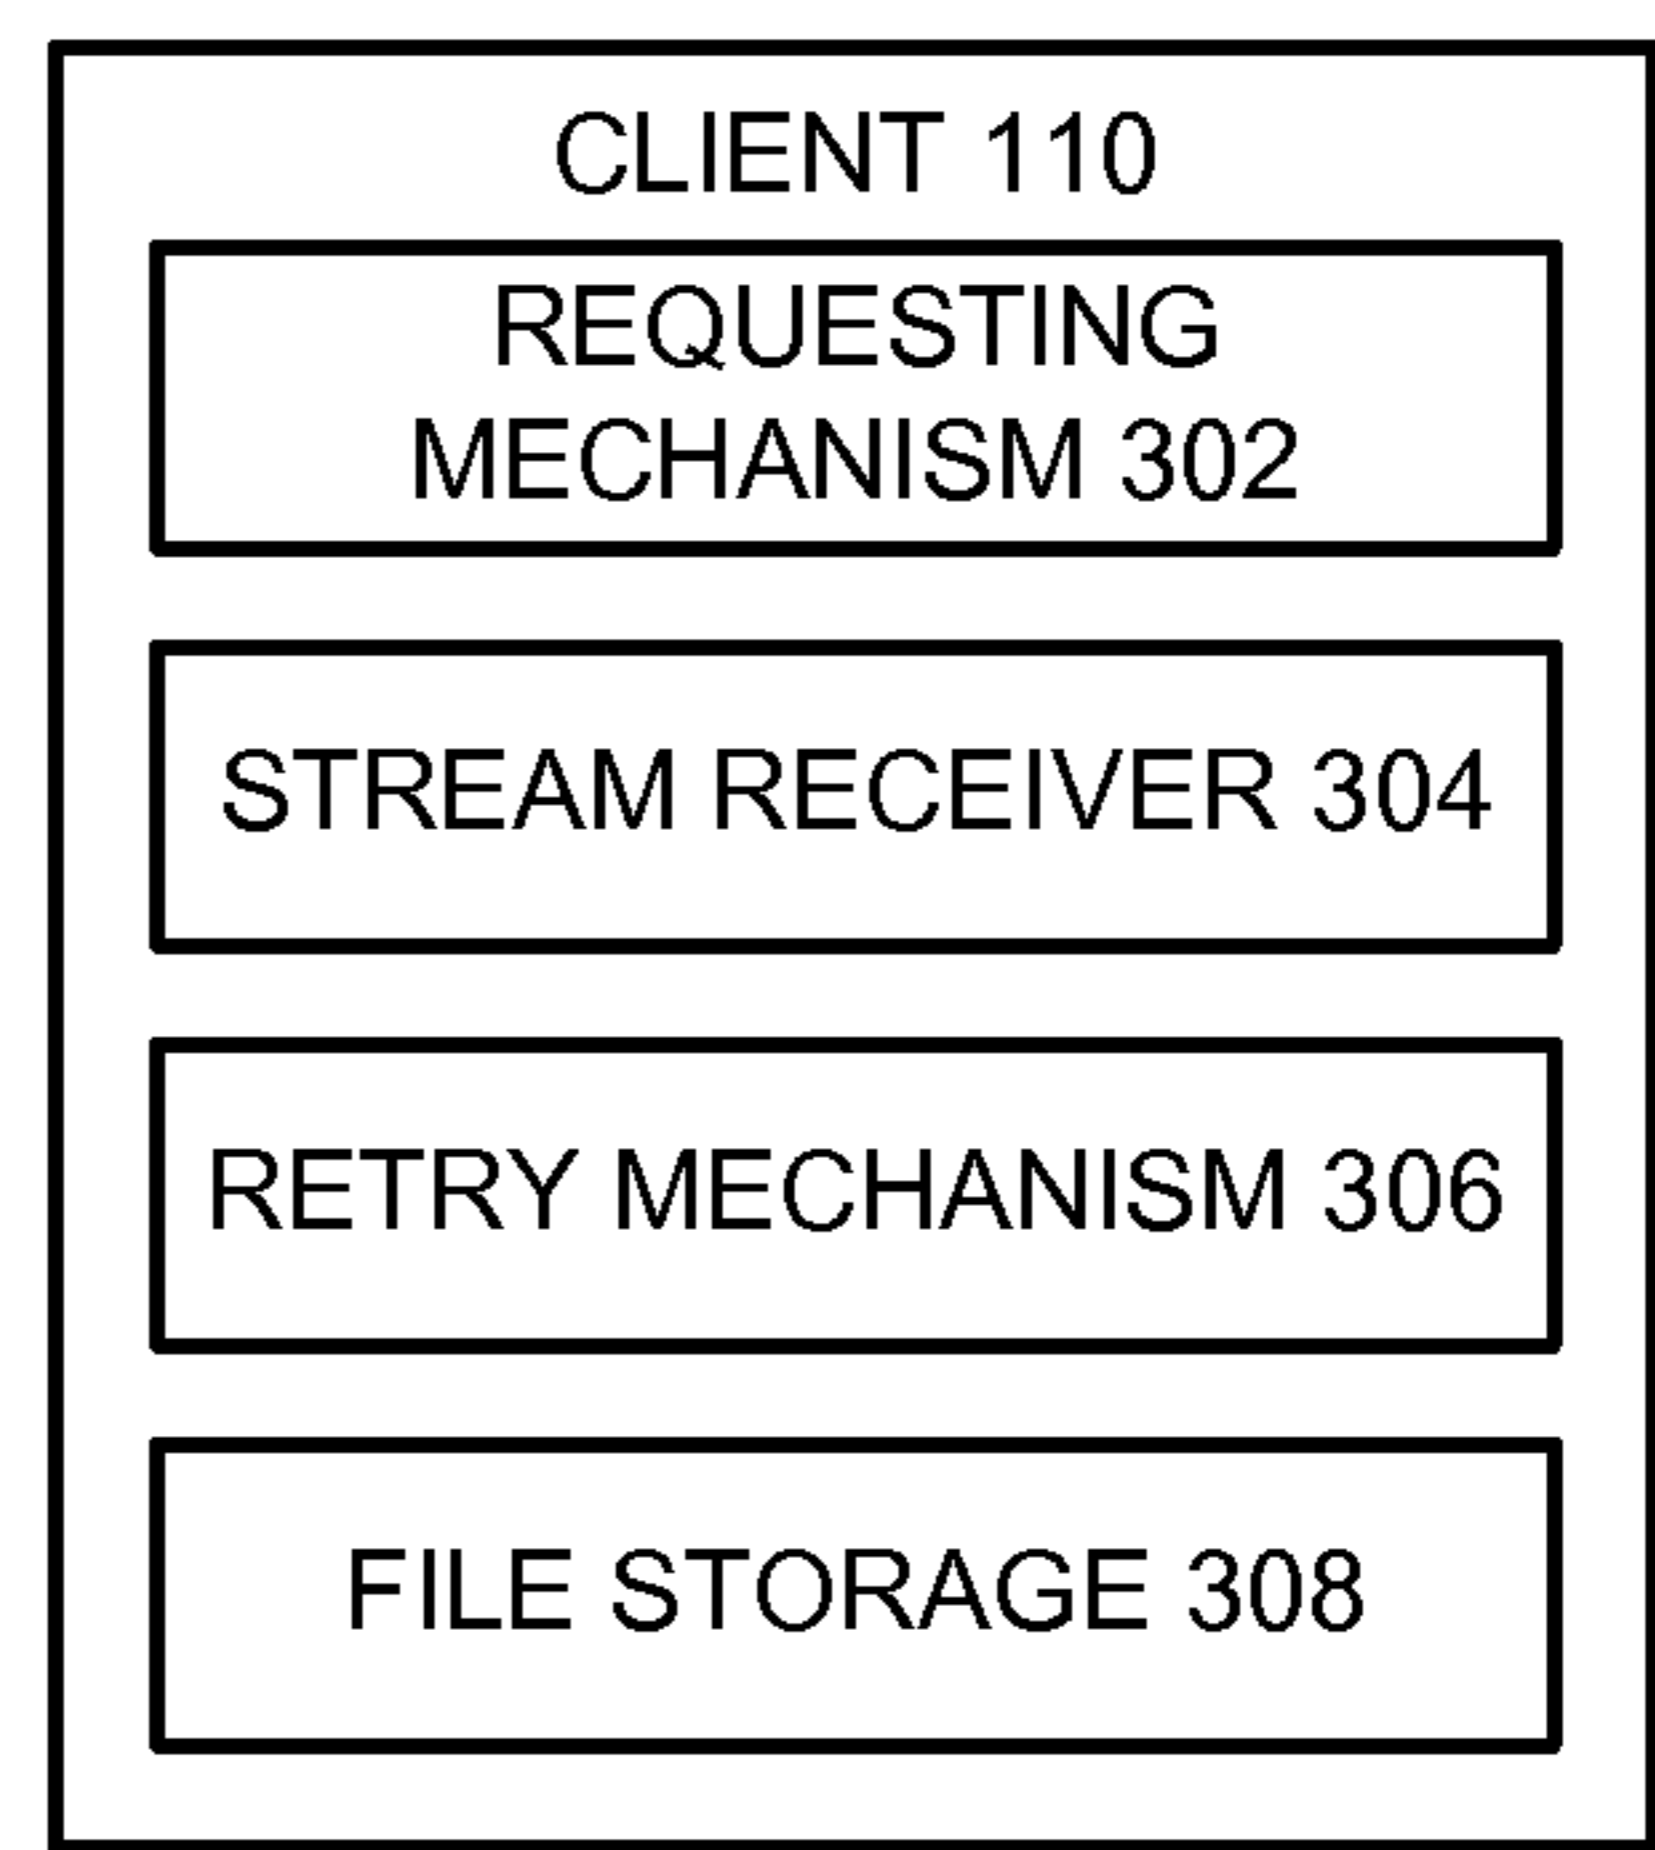 CLIENT 110
REQUESTING
MECHANISM 302
STREAM RECEIVER 304
RETRY MECHANISM 306
FILE STORAGE 308